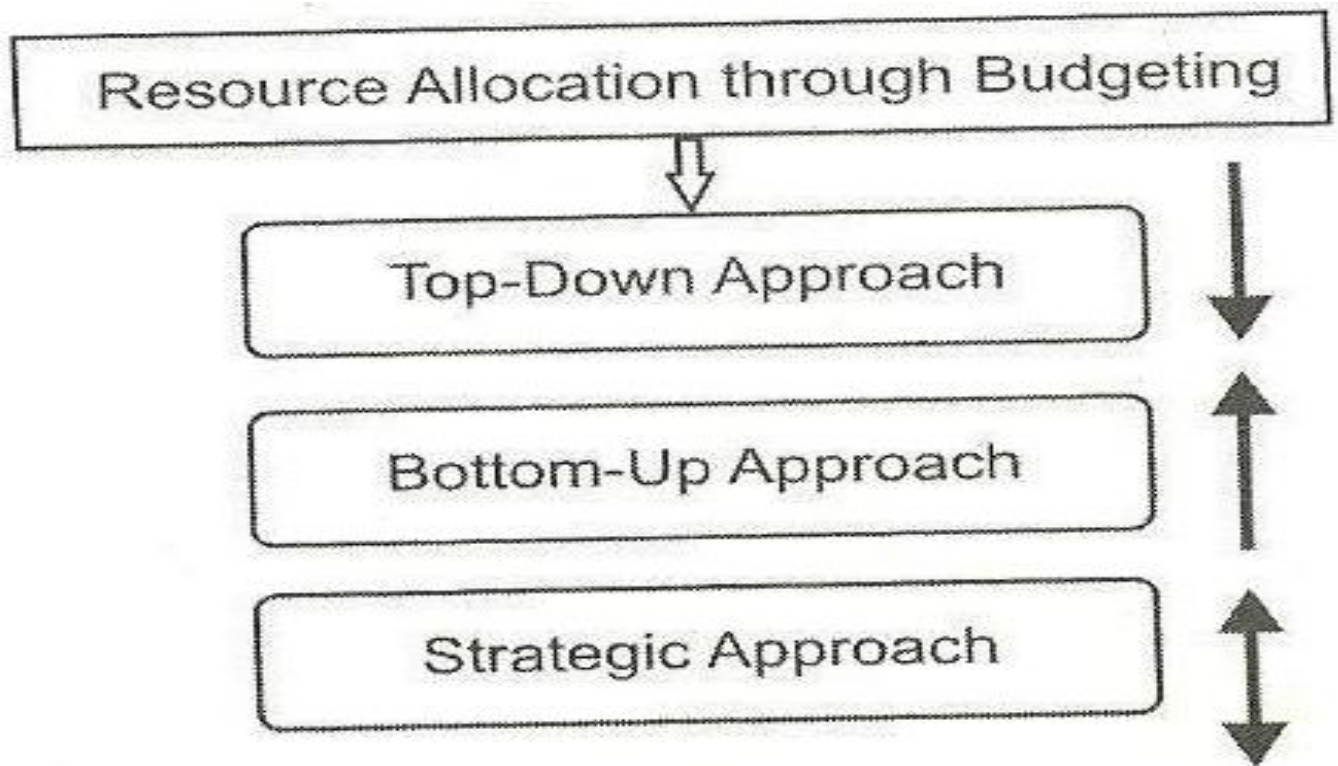 Resource Allocation through Budgeting
Top-Down Approach
Bottom-Up Approach
Strategic Approach